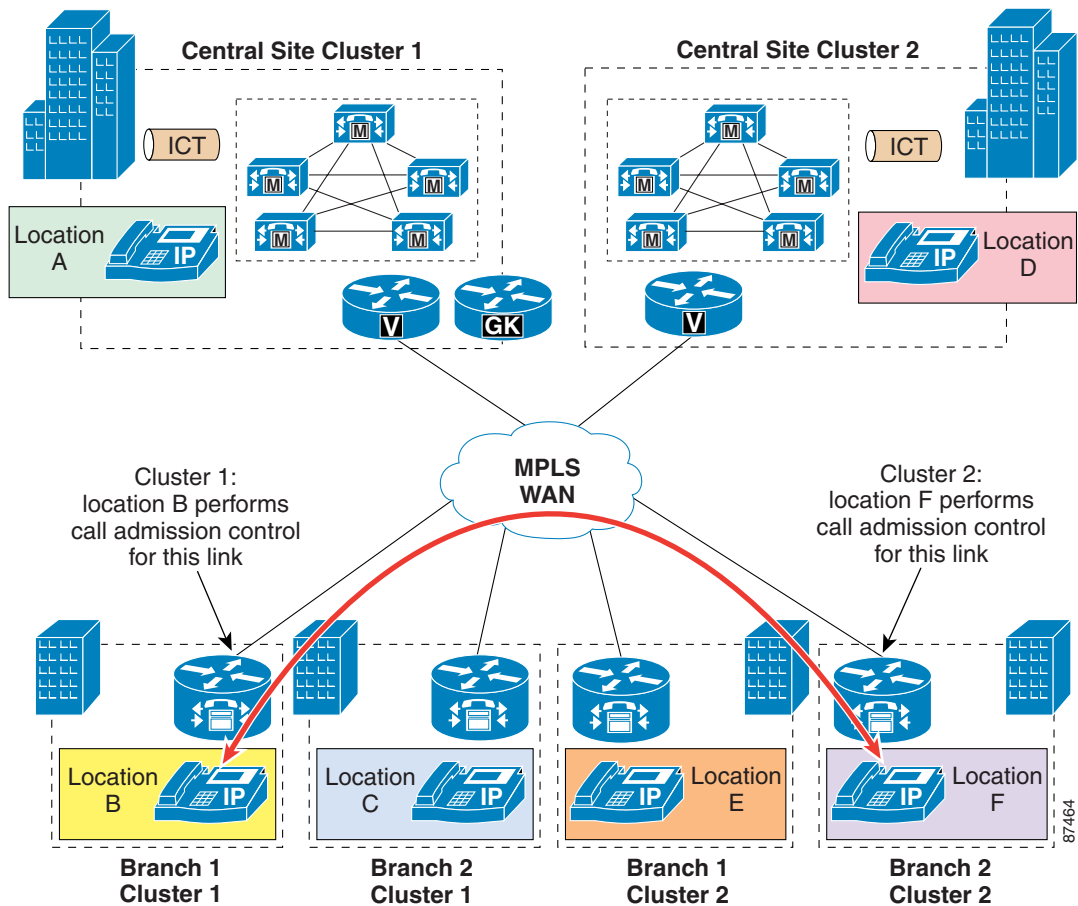 Central Site Cluster 1
Central Site Cluster 2
ICT
M
M
M
M
M
M
M
M
M
M
ICT
Location
A
IP
IP
Location
D
V
GK
V
MPLS
WAN
Cluster 1:
location B performs
call admission control
for this link
Cluster 2:
location F performs
call admission control
for this link
Location
B
IP
Location
C
IP
IP
Location
E
IP
Location
F
87464
Branch 1
Cluster 1
Branch 2
Cluster 1
Branch 1
Cluster 2
Branch 2
Cluster 2